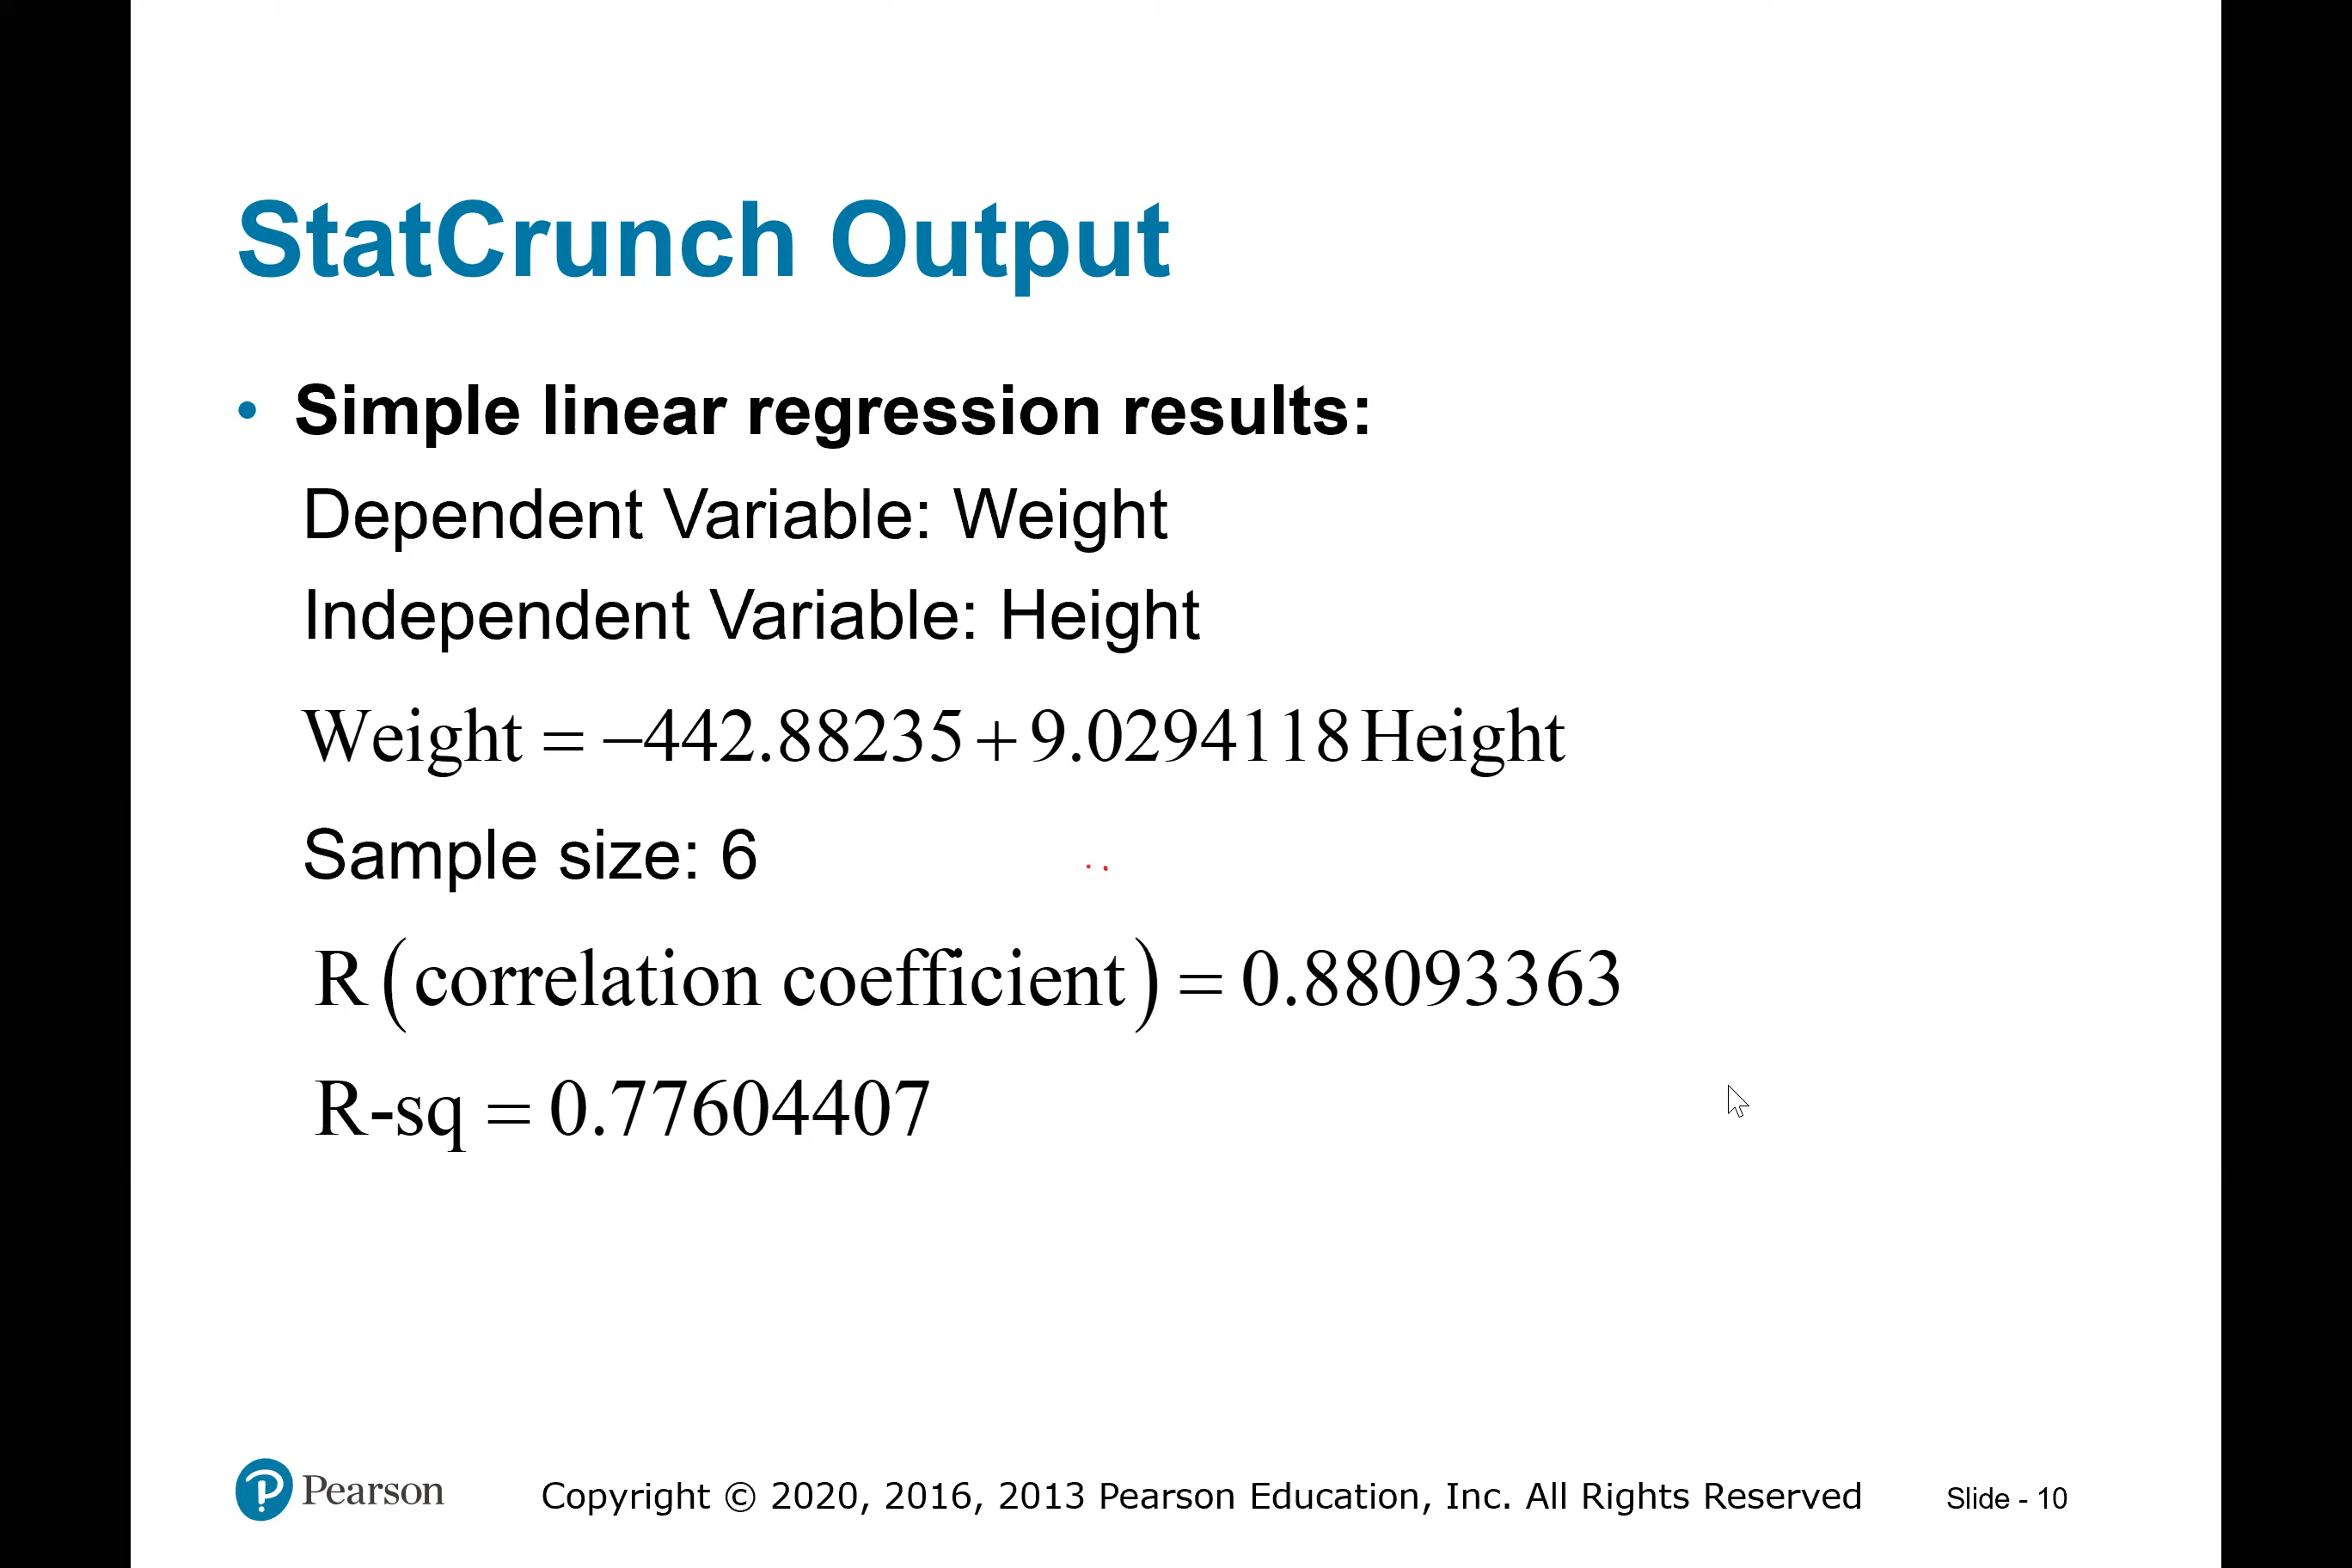 StatCrunch Output
• Simple linear regression results:
Dependent Variable: Weight
Independent Variable: Height
Weight = −442.88235 + 9.0294118 Height
Sample size: 6
R (correlation coefficient) = 0.88093363
R-sq = 0.77604407
Pearson Copyright © 2020, 2016, 2013 Pearson Education, Inc. All Rights Reserved Slide - 10